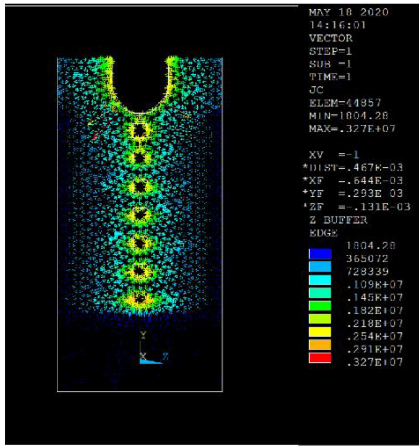 MAY 18 2020
14:16:01
VECTOR
STEP=1
SUB =1
TIME=1
JC
ELEM=44857
MIN=1804.28
MAX=.327E+07
XV =-1
*DIST=.467E-03
*XF =.644E-03
*YF =.293E-03
*ZF =-.131E-03
Z BUFFER
EDGE
1804.28
365072
728339
.109E+07
.145E+07
.182E+07
.218E+07
.254E+07
.291E+07
.327E+07
Y
X Z